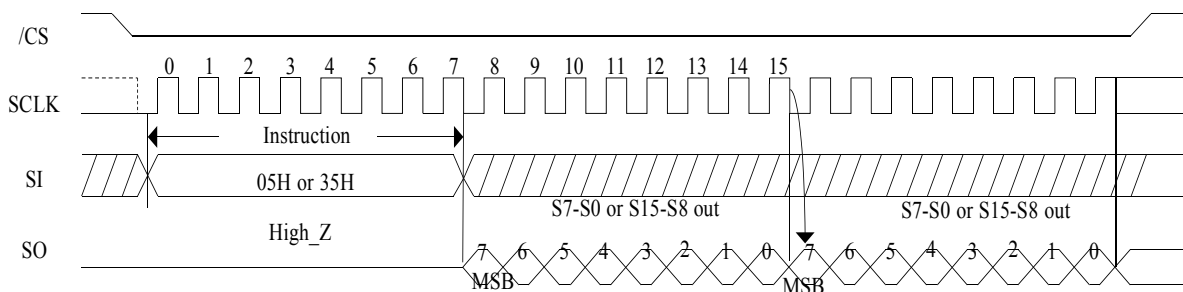 /CS
0 1 2 3 4 5 6 7 8 9 10 11 12 13 14 15
SCLK
Instruction
SI
05H or 35H
S7-S0 or S15-S8 out
S7-S0 or S15-S8 out
High_Z
SO
7 6 5 4 3 2 1 0 7 6 5 4 3 2 1 0
MSB
MSB